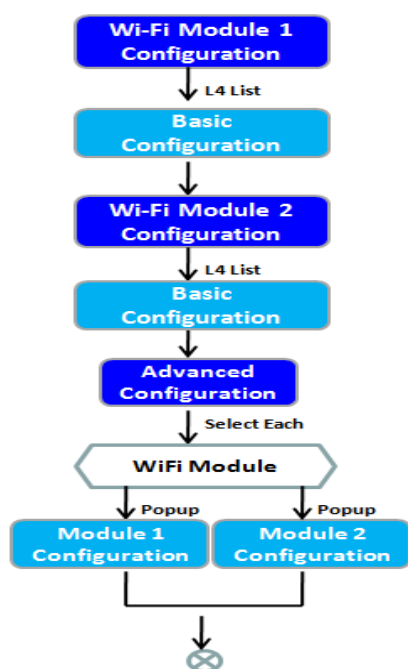 Wi-Fi Module 1
Configuration
L4 List
Basic
Configuration
Wi-Fi Module 2
Configuration
L4 List
Basic
Configuration
Advanced
Configuration
Select Each
WiFi Module
Popup
Popup
Module 1
Configuration
Module 2
Configuration